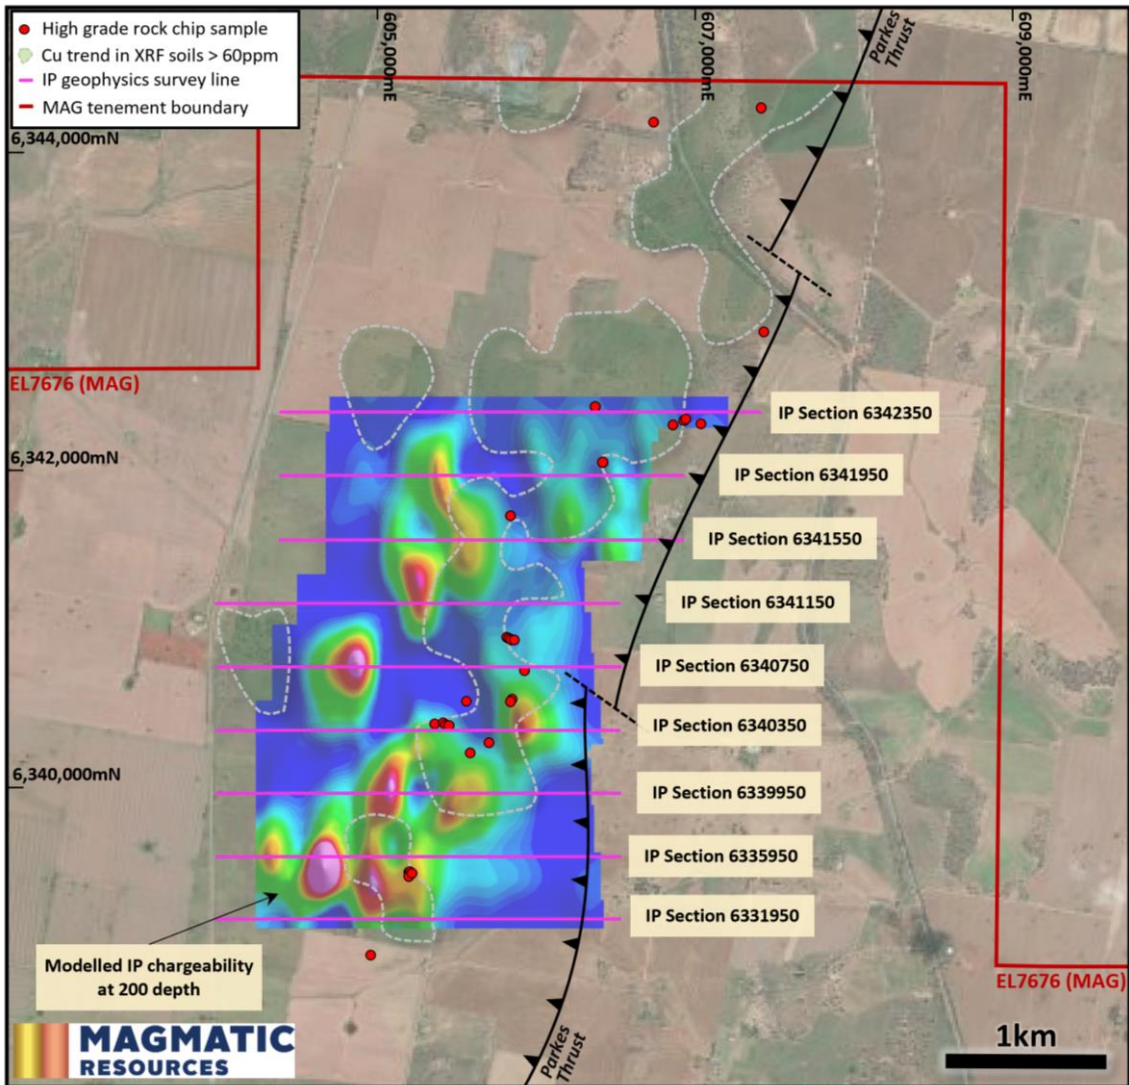 High grade rock chip sample
Cu trend in XRF soils > 60ppm
IP geophysics survey line
MAG tenement boundary
605,000mE
607,000mE
609,000mE
Parkes
Thrust
6,344,000mN
EL7676 (MAG)
IP Section 6342350
6,342,000mN
IP Section 6341950
IP Section 6341550
IP Section 6341150
IP Section 6340750
IP Section 6340350
6,340,000mN
IP Section 6339950
IP Section 6335950
IP Section 6331950
Modelled IP chargeability
at 200 depth
EL7676 (MAG)
MAGMATIC
RESOURCES
Parkes
Thrust
1km